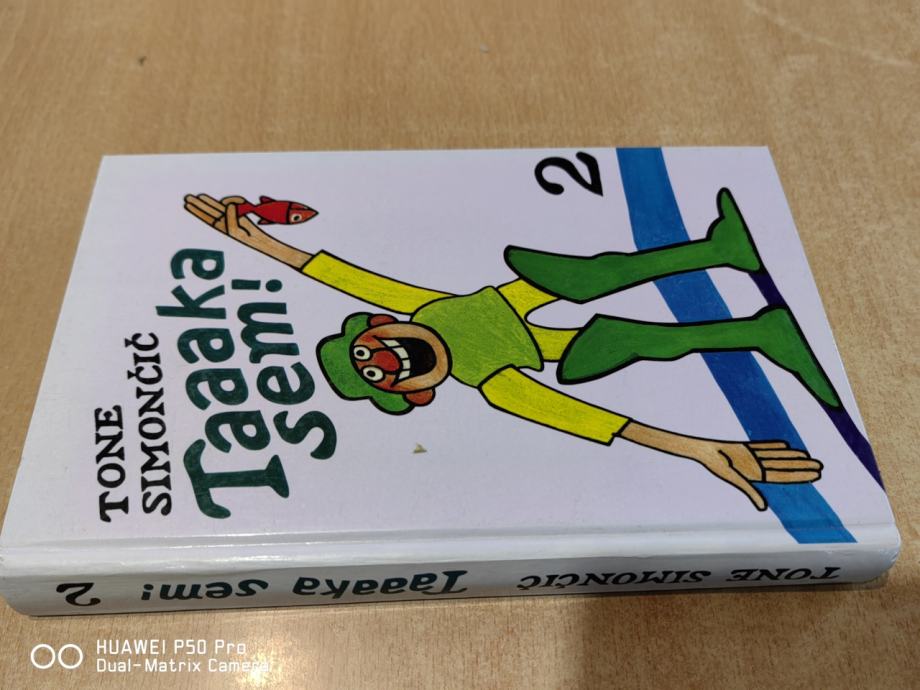 TONE
SIMONČIČ
Taaaka
sem!
2
TONE SIMONČIČ Taaaka sem! 2
HUAWEI P50 Pro
Dual-Matrix Camera